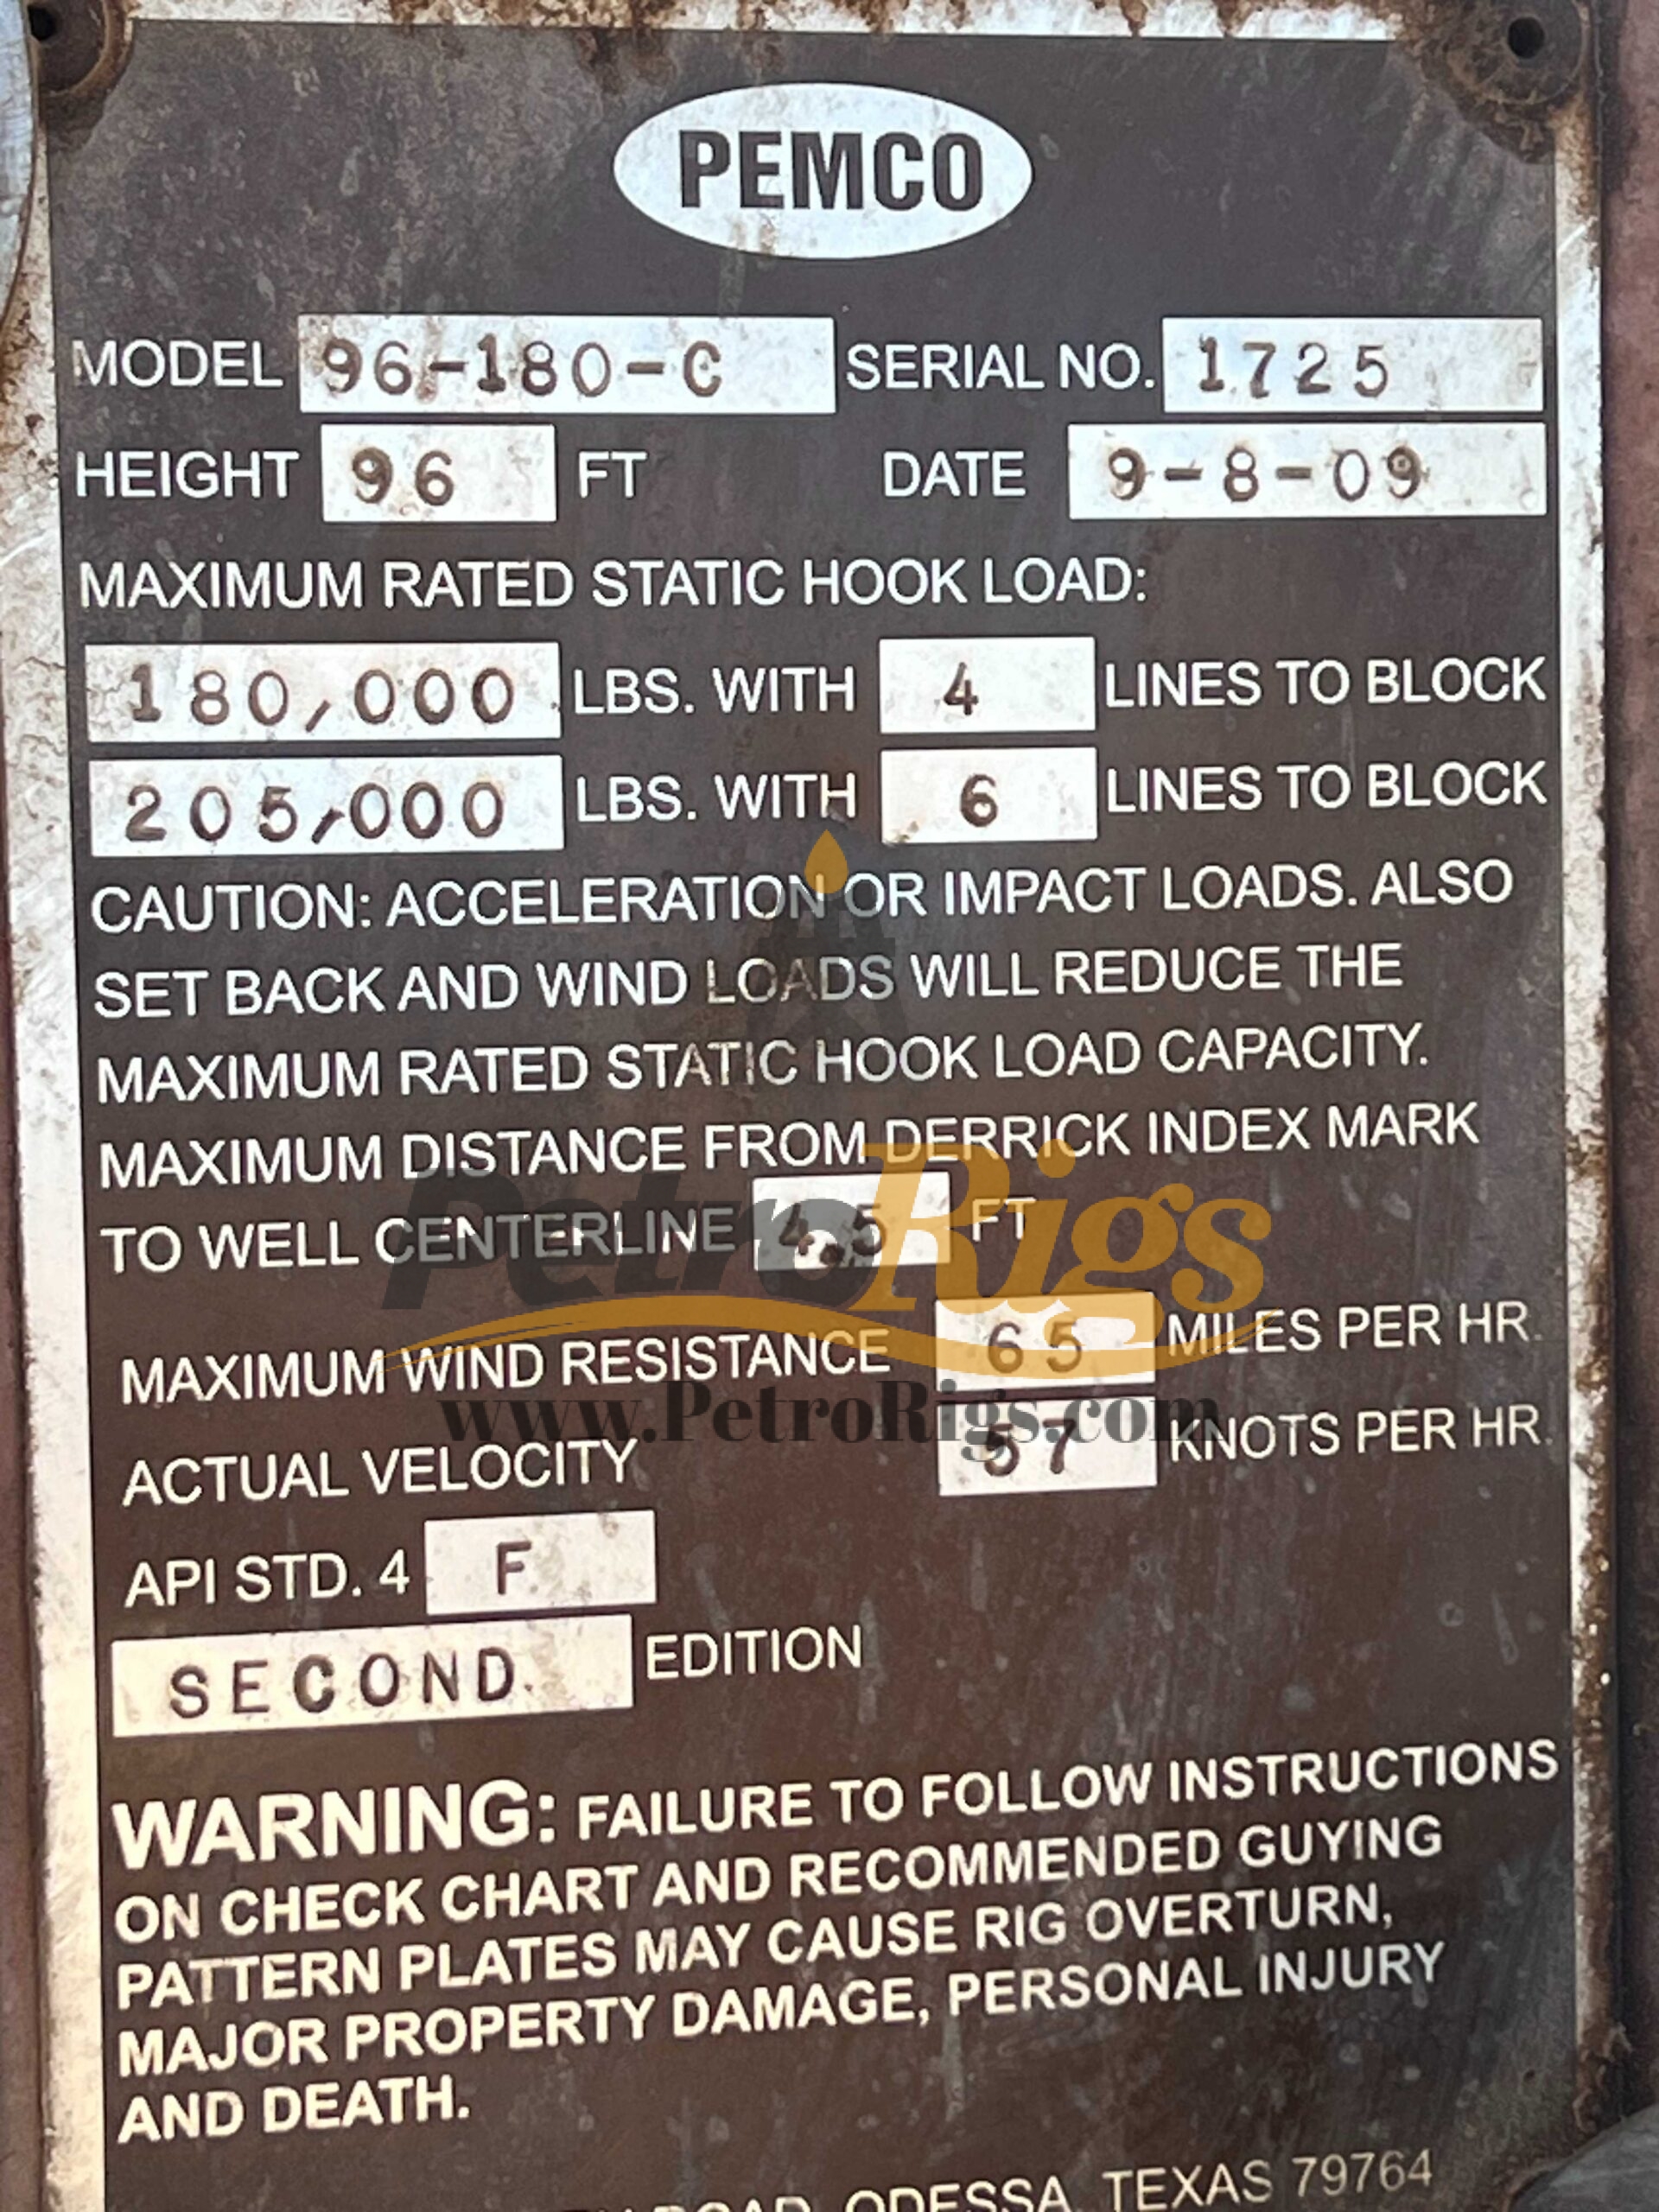 PEMCO
MODEL 96-180-C SERIAL NO. 1725
HEIGHT 96 FT DATE 9-8-09
MAXIMUM RATED STATIC HOOK LOAD:
180,000 LBS. WITH 4 LINES TO BLOCK
205,000 LBS. WITH 6 LINES TO BLOCK
CAUTION: ACCELERATION OR IMPACT LOADS. ALSO
SET BACK AND WIND LOADS WILL REDUCE THE
MAXIMUM RATED STATIC HOOK LOAD CAPACITY.
MAXIMUM DISTANCE FROM DERRICK INDEX MARK
TO WELL CENTERLINE 4.5 FT
PetroRigs
MAXIMUM WIND RESISTANCE 65 MILES PER HR.
www.PetroRigs.com
ACTUAL VELOCITY 57 KNOTS PER HR.
API STD. 4 F
SECOND EDITION
WARNING: FAILURE TO FOLLOW INSTRUCTIONS
ON CHECK CHART AND RECOMMENDED GUYING
PATTERN PLATES MAY CAUSE RIG OVERTURN,
MAJOR PROPERTY DAMAGE, PERSONAL INJURY
AND DEATH.
ROAD, ODESSA, TEXAS 79764